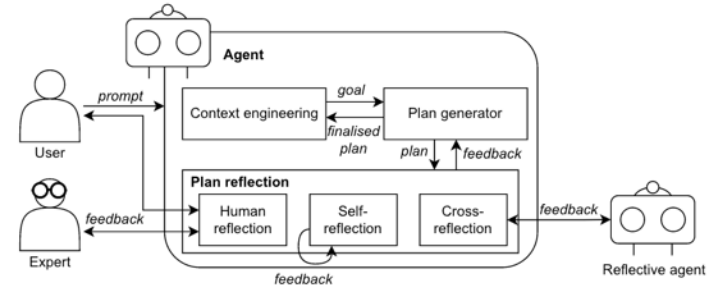 Agent
prompt
goal
Context engineering
Plan generator
finalised
plan
User
plan
feedback
Plan reflection
Human
reflection
Self-
reflection
Cross-
reflection
feedback
feedback
Expert
feedback
Reflective agent